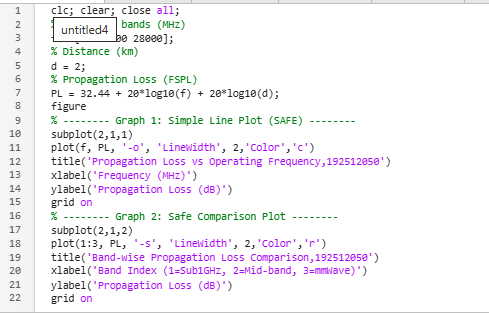 1 clc; clear; close all;
2 % bands (MHz)
untitled4
3 00 28000];
4 % Distance (km)
5 d = 2;
6 % Propagation Loss (FSPL)
7 PL = 32.44 + 20*log10(f) + 20*log10(d);
8 figure
9 % -------- Graph 1: Simple Line Plot (SAFE) --------
10 subplot(2,1,1)
11 plot(f, PL, '-o', 'LineWidth', 2,'Color','c')
12 title('Propagation Loss vs Operating Frequency,192512050')
13 xlabel('Frequency (MHz)')
14 ylabel('Propagation Loss (dB)')
15 grid on
16 % -------- Graph 2: Safe Comparison Plot --------
17 subplot(2,1,2)
18 plot(1:3, PL, '-s', 'LineWidth', 2,'Color','r')
19 title('Band-wise Propagation Loss Comparison,192512050')
20 xlabel('Band Index (1=Sub1GHz, 2=Mid-band, 3=mmWave)')
21 ylabel('Propagation Loss (dB)')
22 grid on